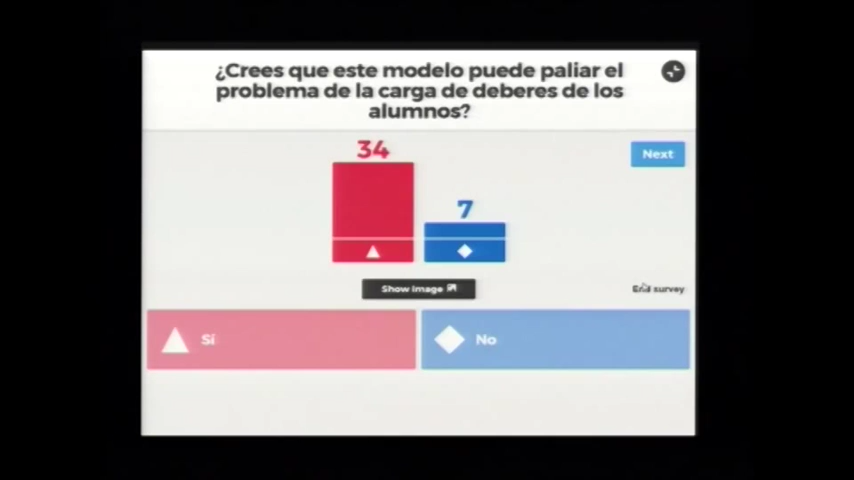 ¿Crees que este modelo puede paliar el
problema de la carga de deberes de los
alumnos?
34
Next
7
Show image
End survey
Sí
No